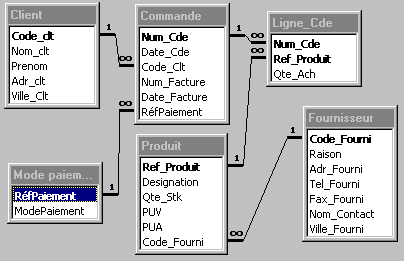 Client
Code_clt
Nom_clt
Prenom
Adr_clt
Ville_Clt
1
∞
Commande
Num_Cde
Date_Cde
Code_Clt
Num_Facture
Date_Facture
RéfPaiement
1
∞
∞
∞
Ligne_Cde
Num_Cde
Ref_Produit
Qte_Ach
Mode paiem...
RéfPaiement
ModePaiement
1
Produit
Ref_Produit
Designation
Qte_Stk
PUV
PUA
Code_Fourni
1
∞
Fournisseur
Code_Fourni
Raison
Adr_Fourni
Tel_Fourni
Fax_Fourni
Nom_Contact
Ville_Fourni
1